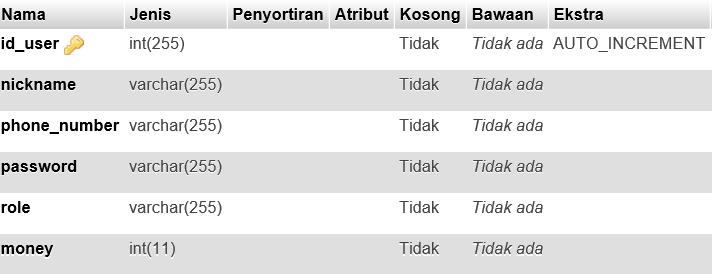 Nama Jenis Penyortiran Atribut Kosong Bawaan Ekstra
id_user int(255) Tidak Tidak ada AUTO_INCREMENT
nickname varchar(255) Tidak Tidak ada
phone_number varchar(255) Tidak Tidak ada
password varchar(255) Tidak Tidak ada
role varchar(255) Tidak Tidak ada
money int(11) Tidak Tidak ada